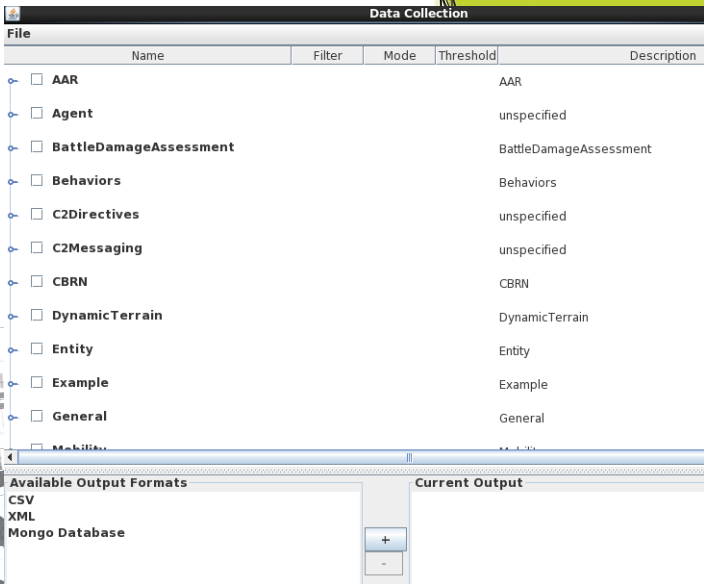 Data Collection
File
Name Filter Mode Threshold Description
AAR AAR
Agent unspecified
BattleDamageAssessment BattleDamageAssessment
Behaviors Behaviors
C2Directives unspecified
C2Messaging unspecified
CBRN CBRN
DynamicTerrain DynamicTerrain
Entity Entity
Example Example
General General
Mobility Mobility
Available Output Formats Current Output
CSV
XML
Mongo Database
+
-